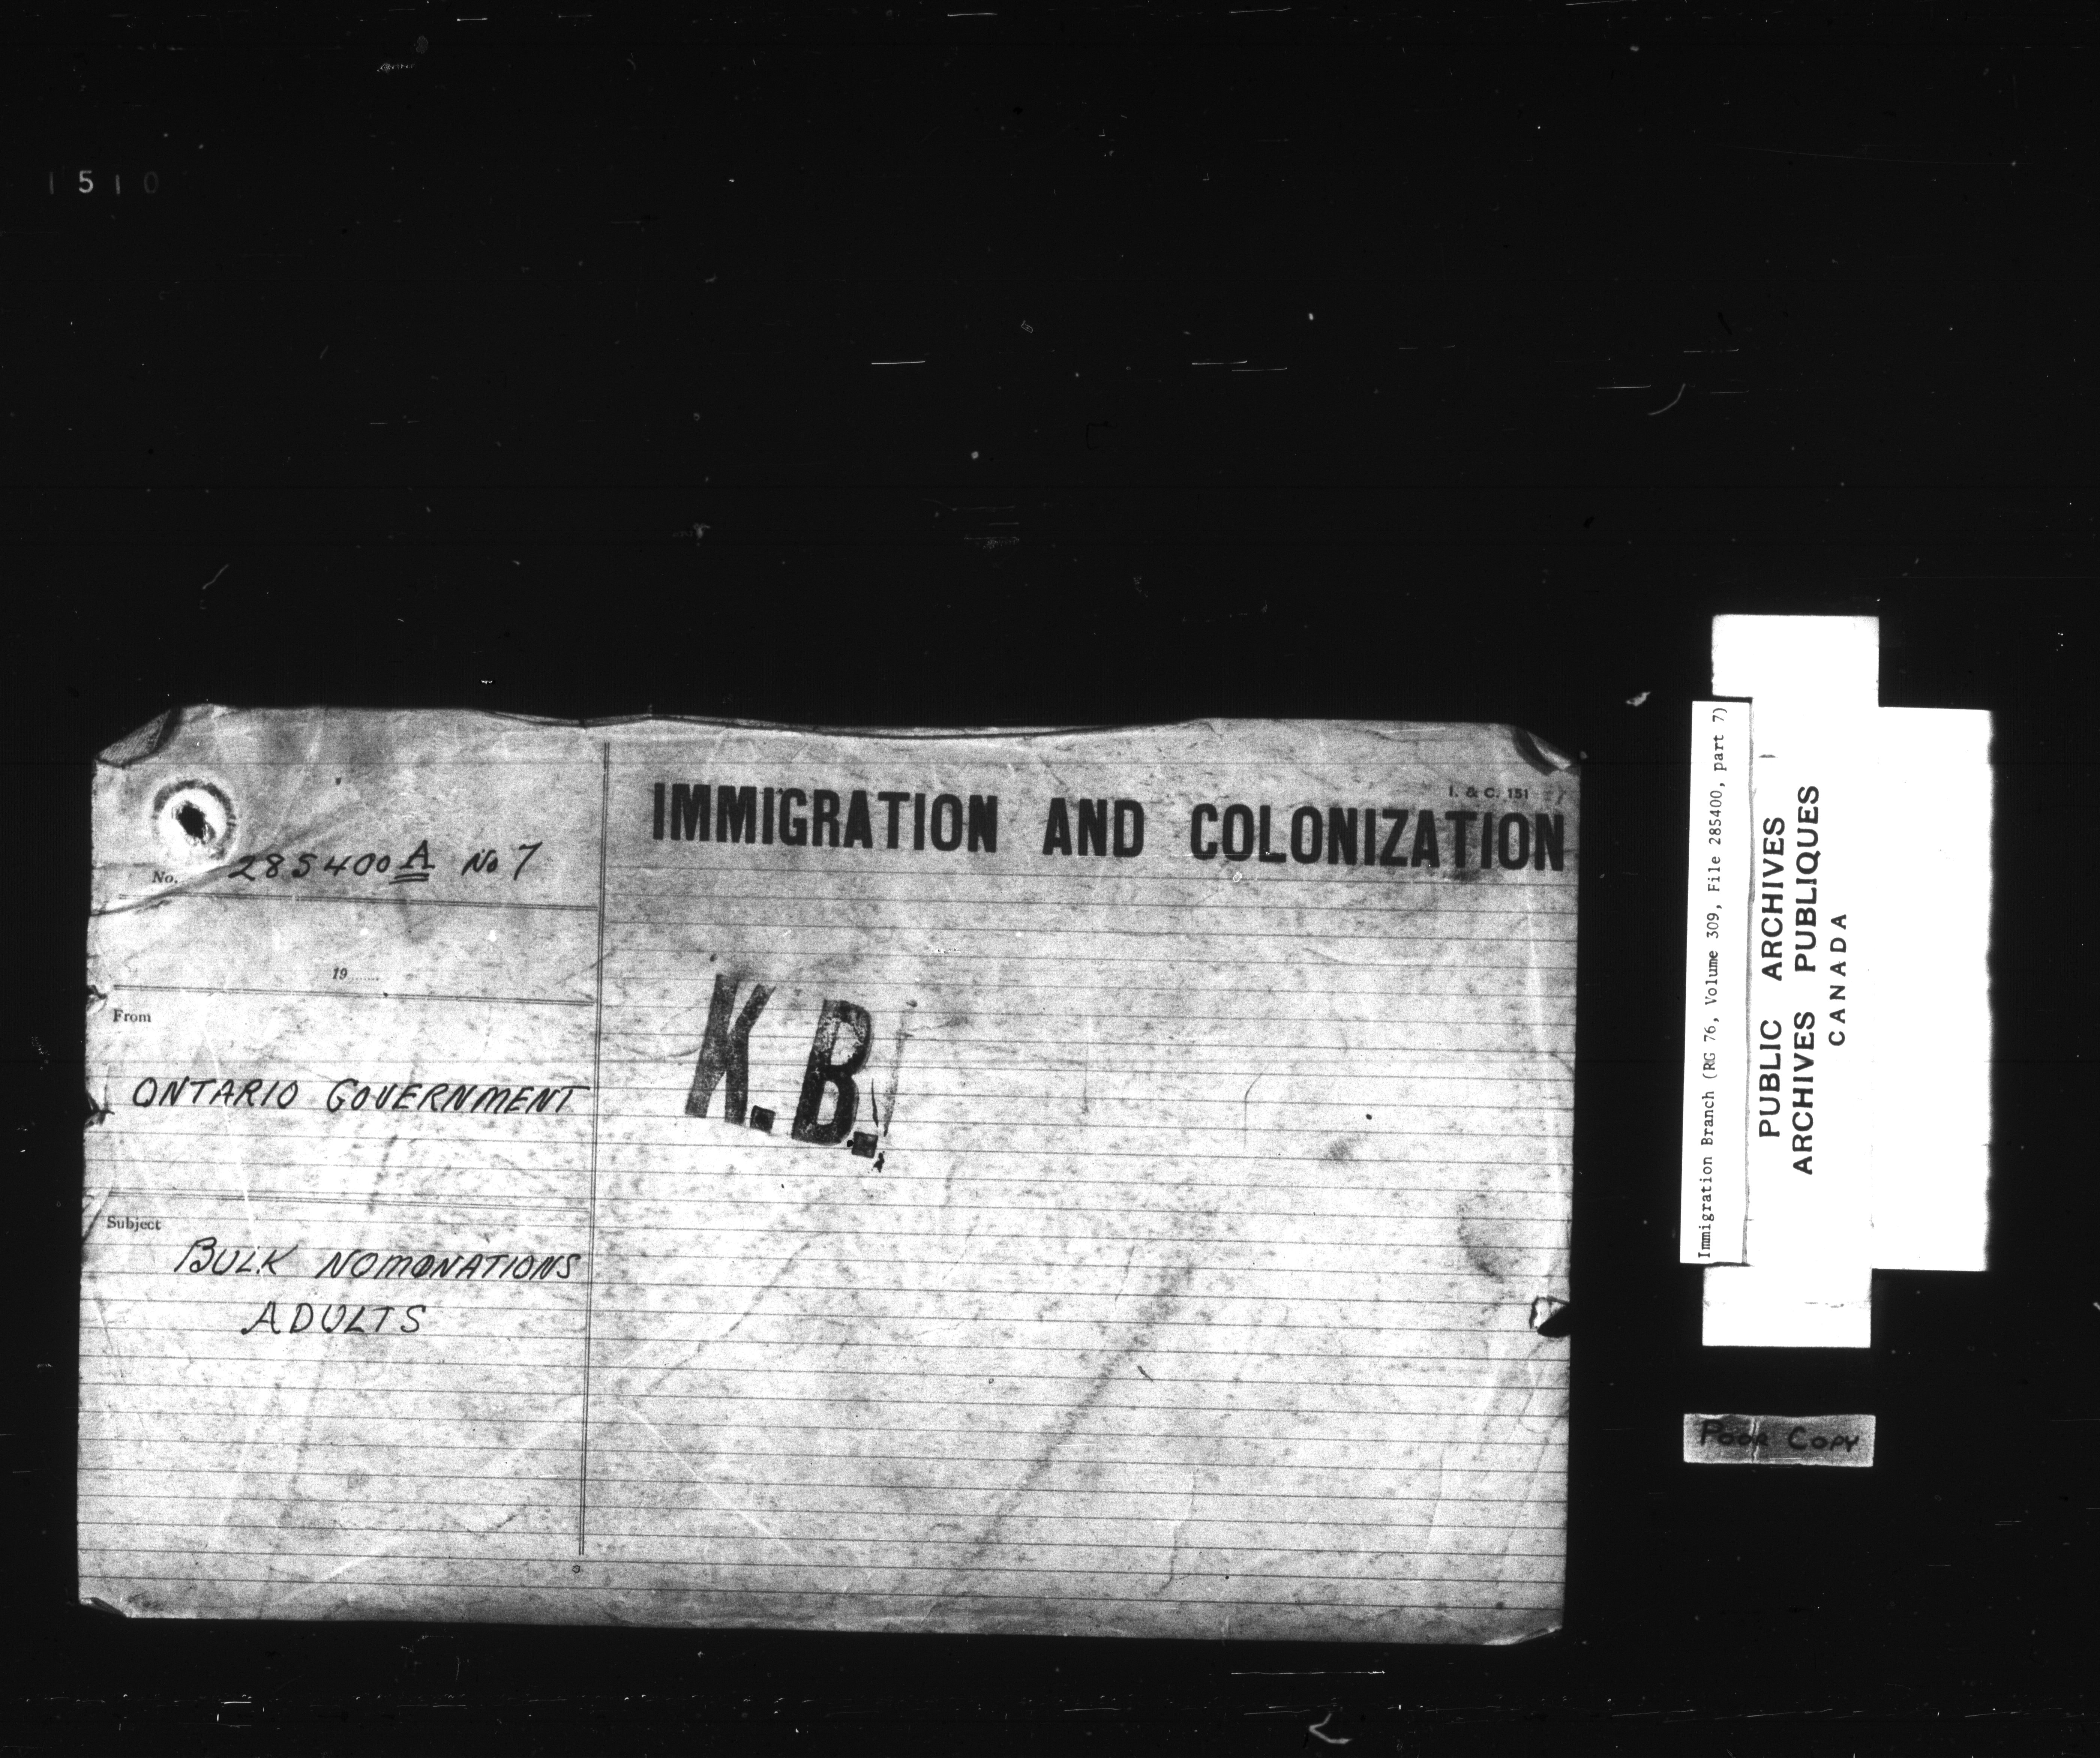 1510
I. & C. 151
IMMIGRATION AND COLONIZATION
No. 285400 A No 7
19
From
ONTARIO GOVERNMENT
Subject
BULK NOMONATIONS
ADULTS
K.B.
Immigration Branch (RG 76, Volume 309, File 285400, part 7)
PUBLIC ARCHIVES
ARCHIVES PUBLIQUES
CANADA
POOR COPY